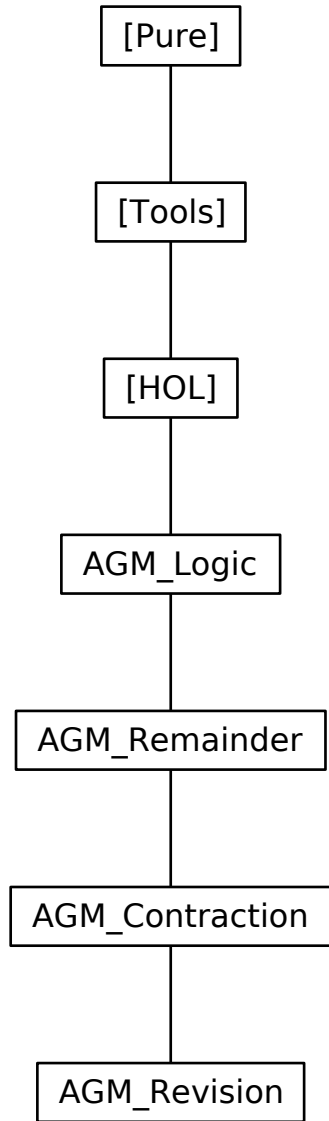 [Pure]
[Tools]
[HOL]
AGM_Logic
AGM_Remainder
AGM_Contraction
AGM_Revision